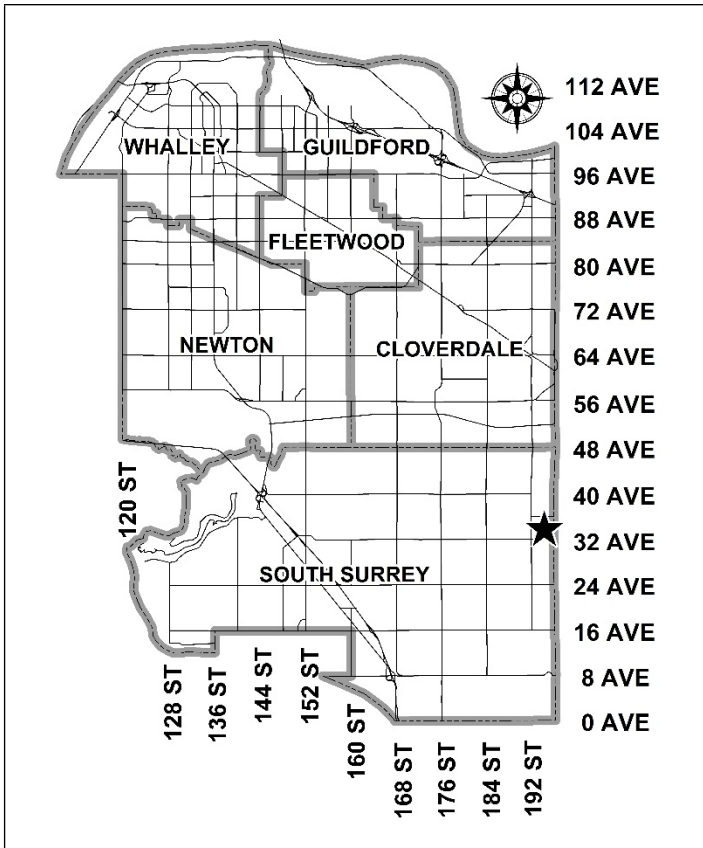 112 AVE
104 AVE
WHALLEY
GUILDFORD
96 AVE
88 AVE
FLEETWOOD
80 AVE
72 AVE
NEWTON
CLOVERDALE
64 AVE
56 AVE
48 AVE
120 ST
40 AVE
32 AVE
SOUTH SURREY
24 AVE
16 AVE
8 AVE
0 AVE
128 ST
136 ST
144 ST
152 ST
160 ST
168 ST
176 ST
184 ST
192 ST